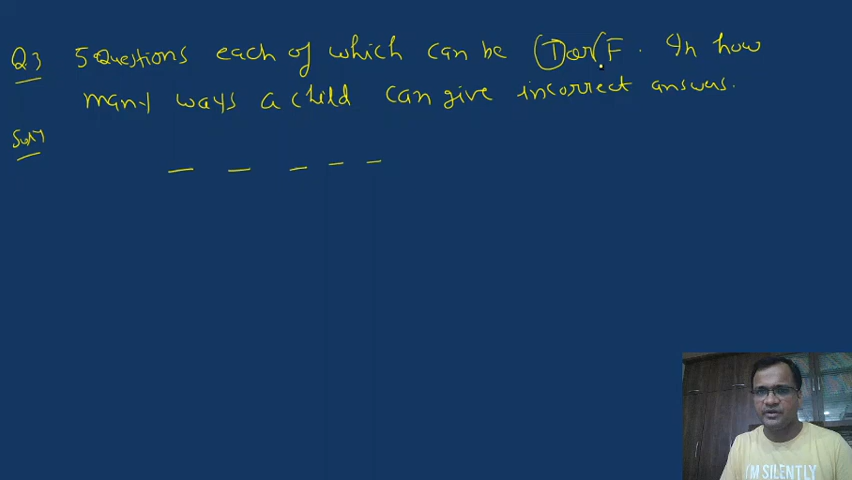 Q3 5 Questions each of which can be T or F. In how
many ways a child can give incorrect answers.
Sol^n
I'M SILENTLY